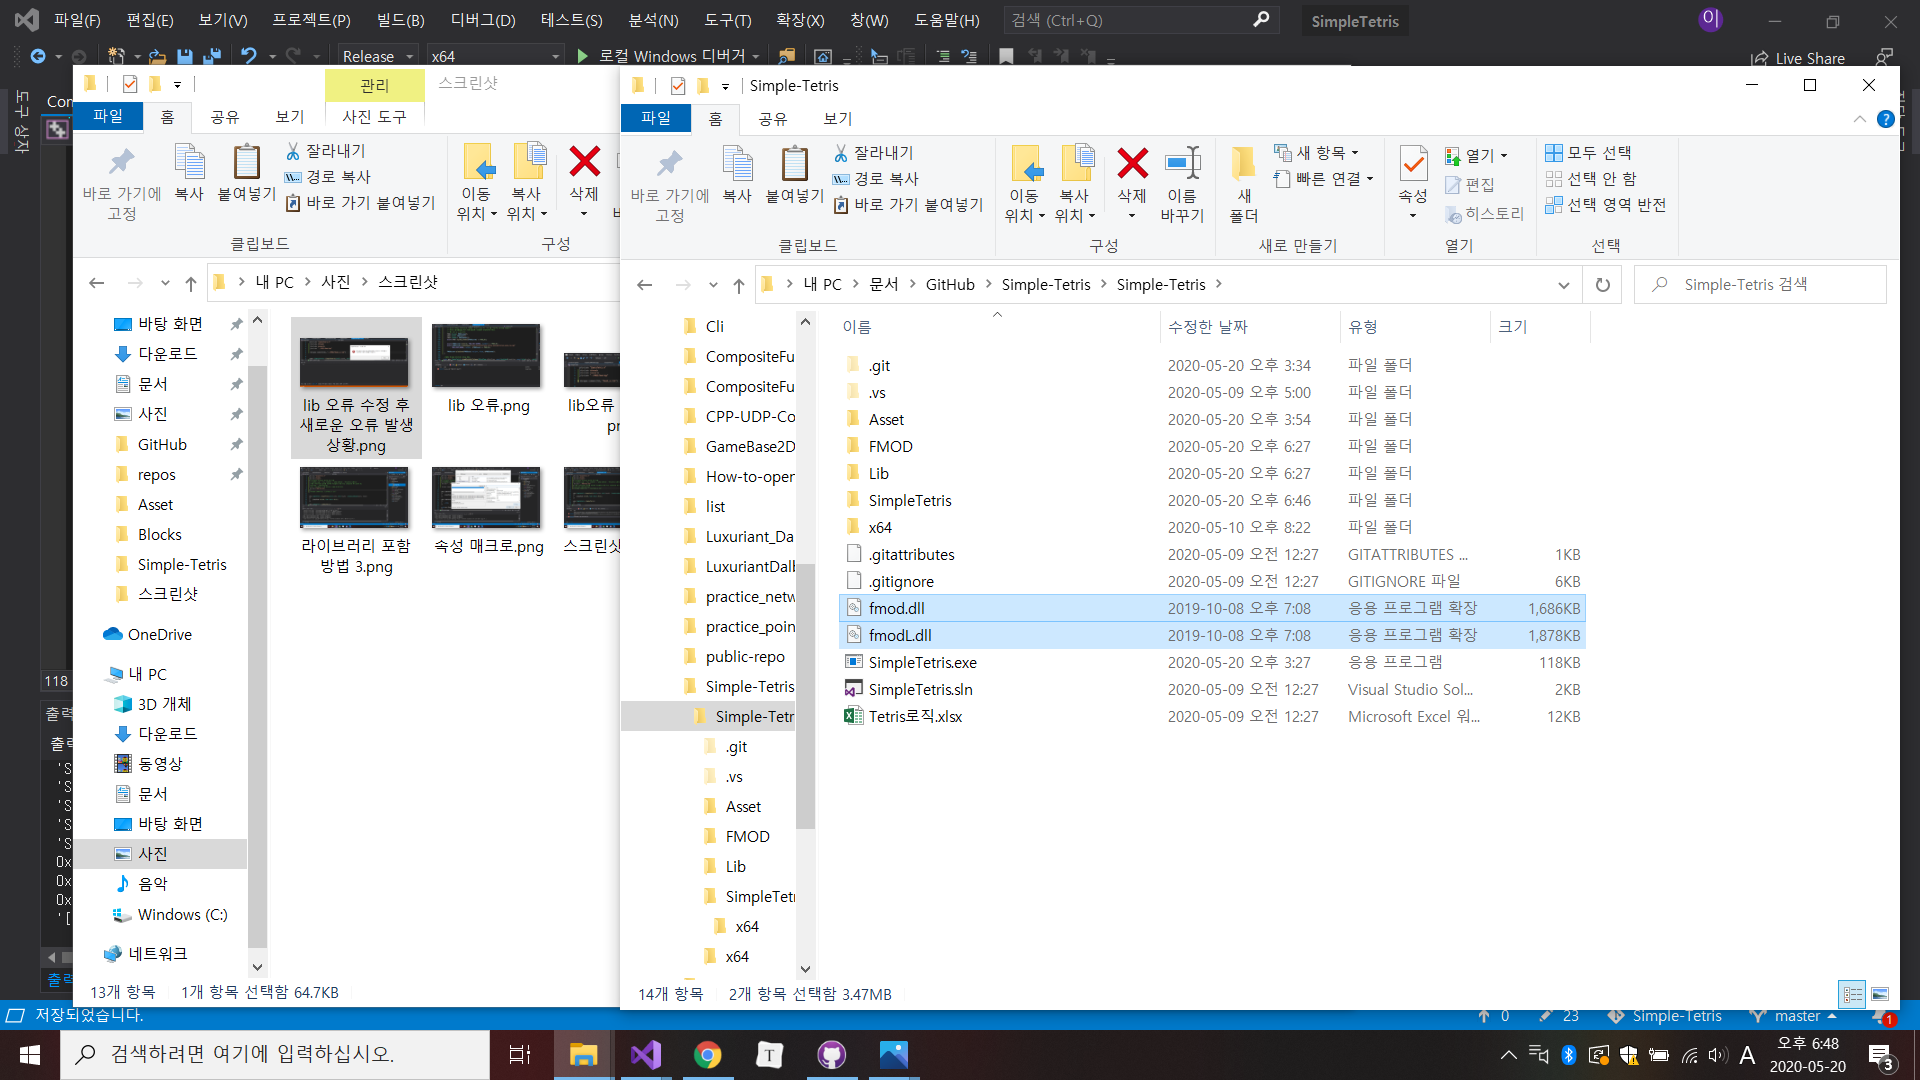 파일(F) 편집(E) 보기(V) 프로젝트(P) 빌드(B) 디버그(D) 테스트(S) 분석(N) 도구(T) 확장(X) 창(W) 도움말(H) 검색 (Ctrl+Q) SimpleTetris 이
Release x64 로컬 Windows 디버거 Live Share
도구 상자
Con
관리 스크린샷
파일 홈 공유 보기 사진 도구
바로 가기에 고정
복사
붙여넣기
잘라내기
경로 복사
바로 가기 붙여넣기
이동 위치
복사 위치
삭제
클립보드 구성
내 PC 사진 스크린샷
바탕 화면
다운로드
문서
사진
GitHub
repos
Asset
Blocks
Simple-Tetris
스크린샷
OneDrive
내 PC
3D 개체
다운로드
동영상
문서
바탕 화면
사진
음악
Windows (C:)
네트워크
lib 오류 수정 후
새로운 오류 발생
상황.png
lib 오류.png
lib오류
라이브러리 포함
방법 3.png
속성 매크로.png
스크린샷
13개 항목 1개 항목 선택함 64.7KB
Simple-Tetris
파일 홈 공유 보기
바로 가기에 고정
복사
붙여넣기
잘라내기
경로 복사
바로 가기 붙여넣기
이동 위치
복사 위치
삭제
이름 바꾸기
새 폴더
새 항목
빠른 연결
속성
열기
편집
히스토리
모두 선택
선택 안 함
선택 영역 반전
클립보드 구성 새로 만들기 열기 선택
내 PC 문서 GitHub Simple-Tetris Simple-Tetris Simple-Tetris 검색
Cli
CompositeFu
CompositeFu
CPP-UDP-Co
GameBase2D
How-to-oper
list
Luxuriant_Da
LuxuriantDalb
practice_netw
practice_poin
public-repo
Simple-Tetris
Simple-Tetr
.git
.vs
Asset
FMOD
Lib
SimpleTetr
x64
x64
이름 수정한 날짜 유형 크기
.git 2020-05-20 오후 3:34 파일 폴더
.vs 2020-05-09 오후 5:00 파일 폴더
Asset 2020-05-20 오후 3:54 파일 폴더
FMOD 2020-05-20 오후 6:27 파일 폴더
Lib 2020-05-20 오후 6:27 파일 폴더
SimpleTetris 2020-05-20 오후 6:46 파일 폴더
x64 2020-05-10 오후 8:22 파일 폴더
.gitattributes 2020-05-09 오전 12:27 GITATTRIBUTES ... 1KB
.gitignore 2020-05-09 오전 12:27 GITIGNORE 파일 6KB
fmod.dll 2019-10-08 오후 7:08 응용 프로그램 확장 1,686KB
fmodL.dll 2019-10-08 오후 7:08 응용 프로그램 확장 1,878KB
SimpleTetris.exe 2020-05-20 오후 3:27 응용 프로그램 118KB
SimpleTetris.sln 2020-05-09 오전 12:27 Visual Studio Sol... 2KB
Tetris로직.xlsx 2020-05-09 오전 12:27 Microsoft Excel 워... 12KB
14개 항목 2개 항목 선택함 3.47MB
118
출력
출력
'S
'S
'S
'S
'S
0x
0x
0x
'[
출력
저장되었습니다. 0 23 Simple-Tetris master 1
검색하려면 여기에 입력하십시오. T A 오후 6:48
2020-05-20 3